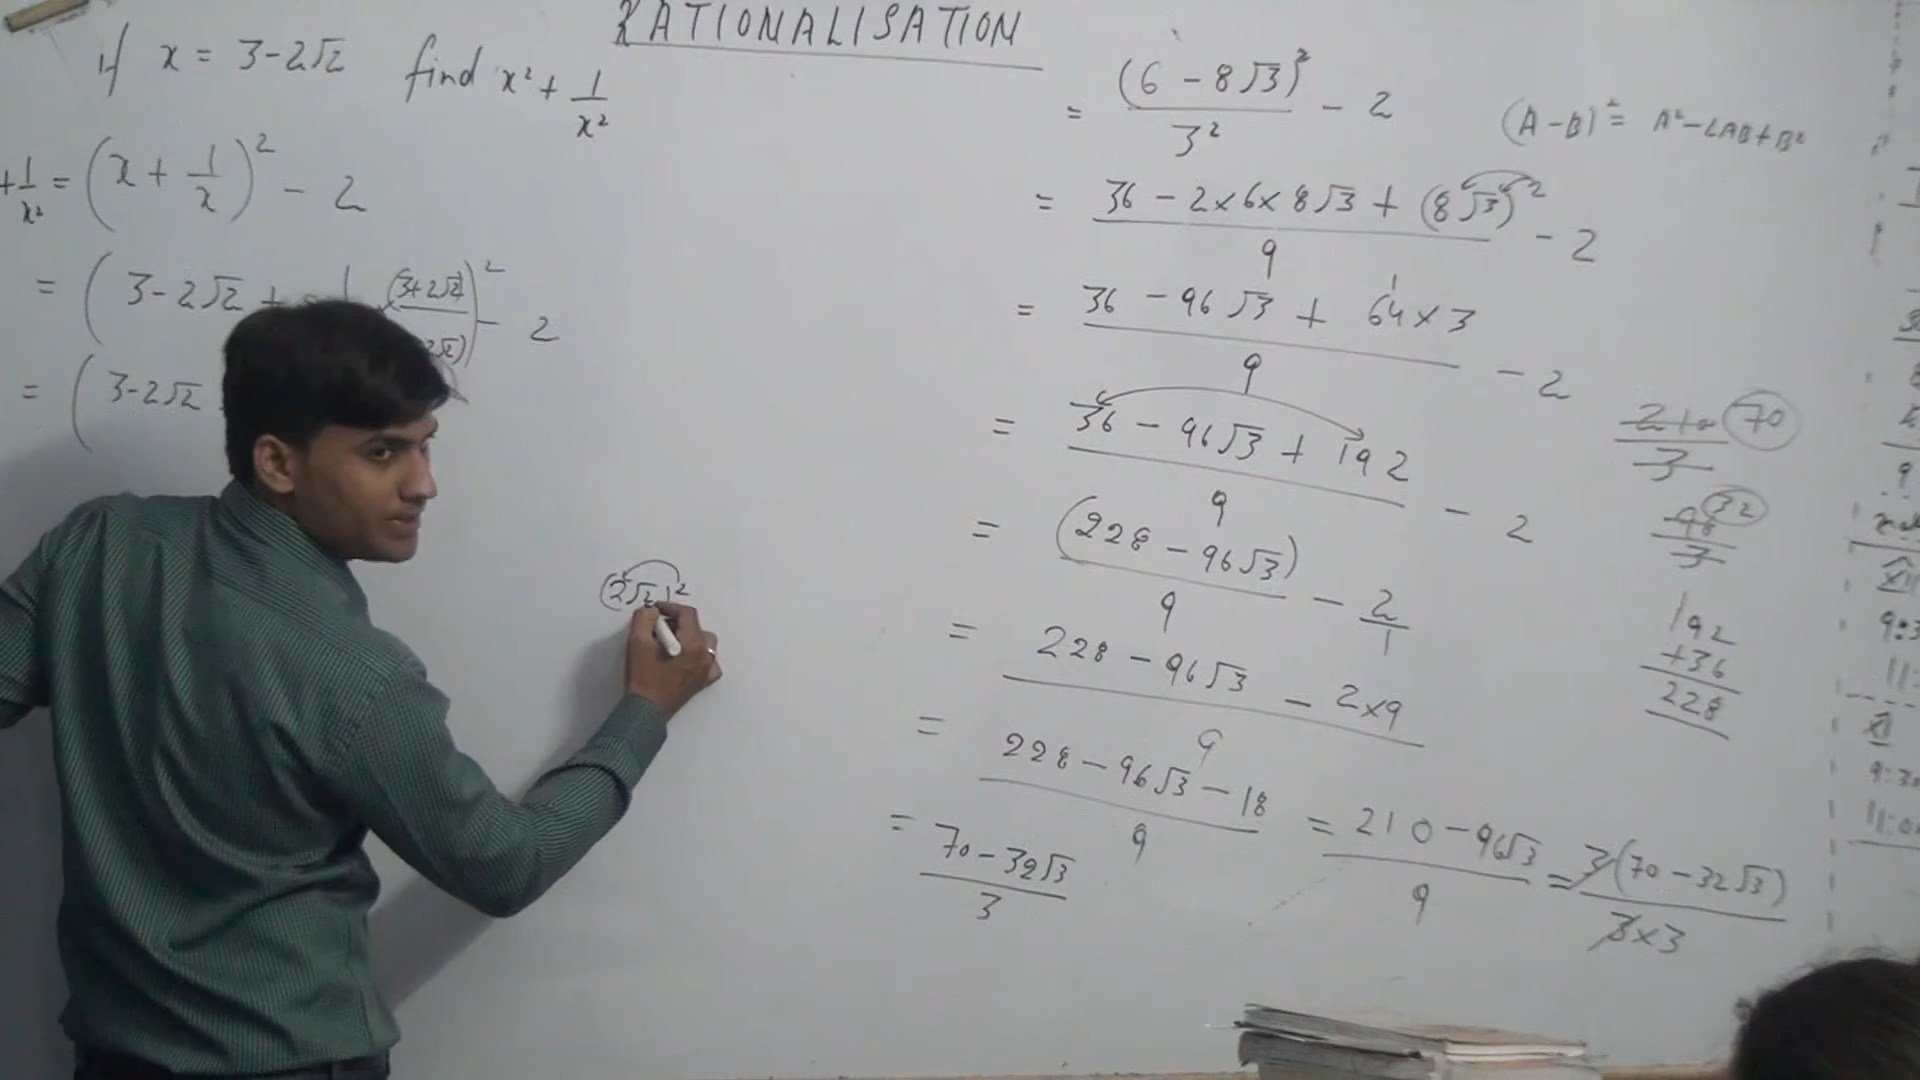 RATIONALISATION
If x = 3-2√2 find x² + 1/x²
+ 1/x² = (x + 1/x)² - 2
= ( 3-2√2 + (3+2√2) )² - 2
= ( 3-2√2
(2√2)²
= (6 - 8√3)²/3² - 2
(A-B)² = A²-2AB+B²
= (36 - 2×6×8√3 + (8√3)²)/9 - 2
= (36 - 96√3 + 64×3)/9 - 2
= (36 - 96√3 + 192)/9 - 2
= (228 - 96√3)/9 - 2/1
= (228 - 96√3 - 2×9)/9
= (228 - 96√3 - 18)/9 = (210 - 96√3)/9 = 3(70 - 32√3)/(3×3)
= (70 - 32√3)/3
210/3 70
96/3 32
192
+36
228
XI